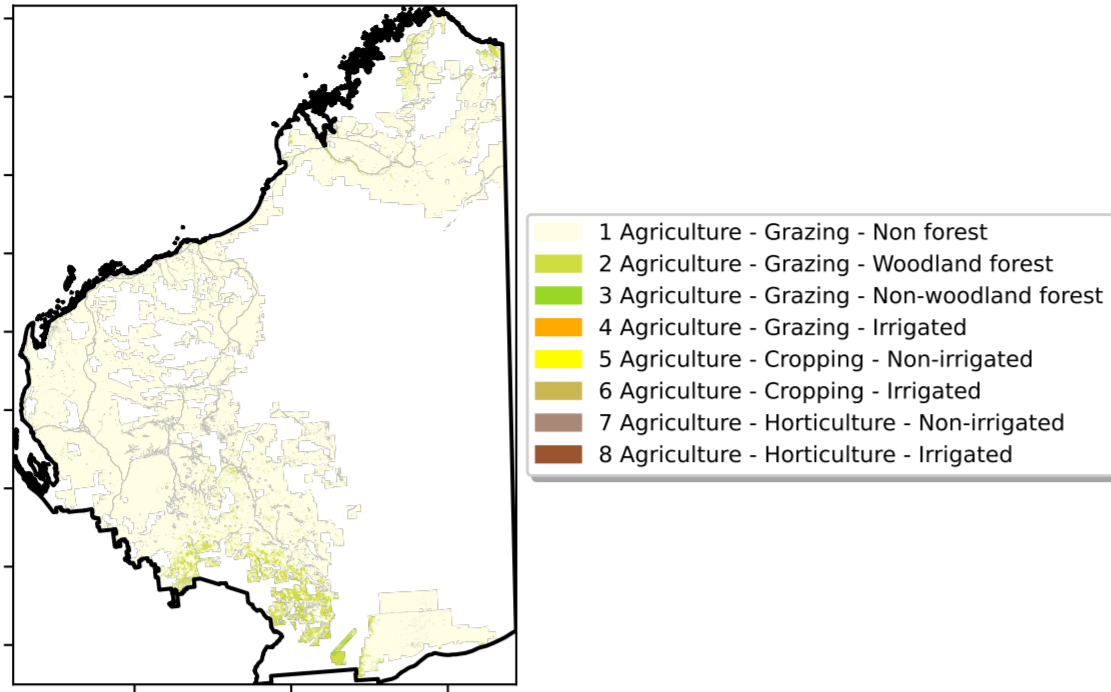 1 Agriculture - Grazing - Non forest
2 Agriculture - Grazing - Woodland forest
3 Agriculture - Grazing - Non-woodland forest
4 Agriculture - Grazing - Irrigated
5 Agriculture - Cropping - Non-irrigated
6 Agriculture - Cropping - Irrigated
7 Agriculture - Horticulture - Non-irrigated
8 Agriculture - Horticulture - Irrigated